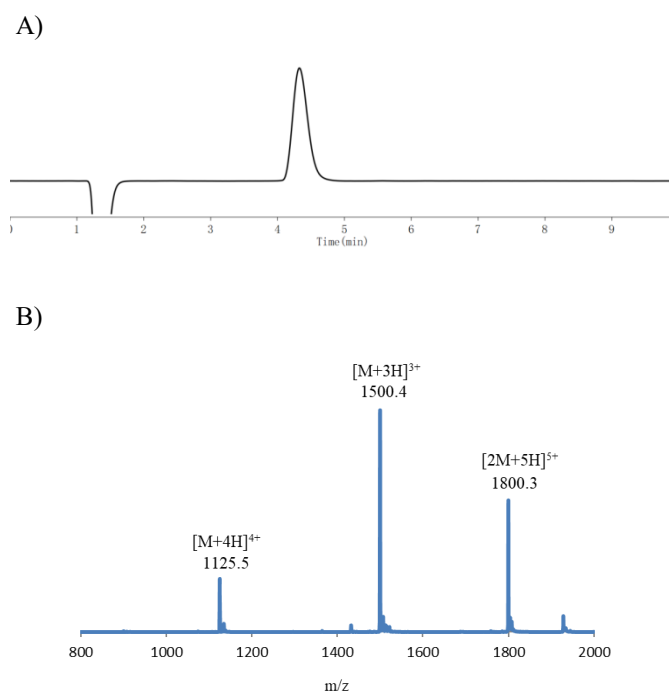 A)
0 1 2 3 4 5 6 7 8 9
Time(min)
B)
[M+3H]³⁺
1500.4
[2M+5H]⁵⁺
1800.3
[M+4H]⁴⁺
1125.5
800 1000 1200 1400 1600 1800 2000
m/z